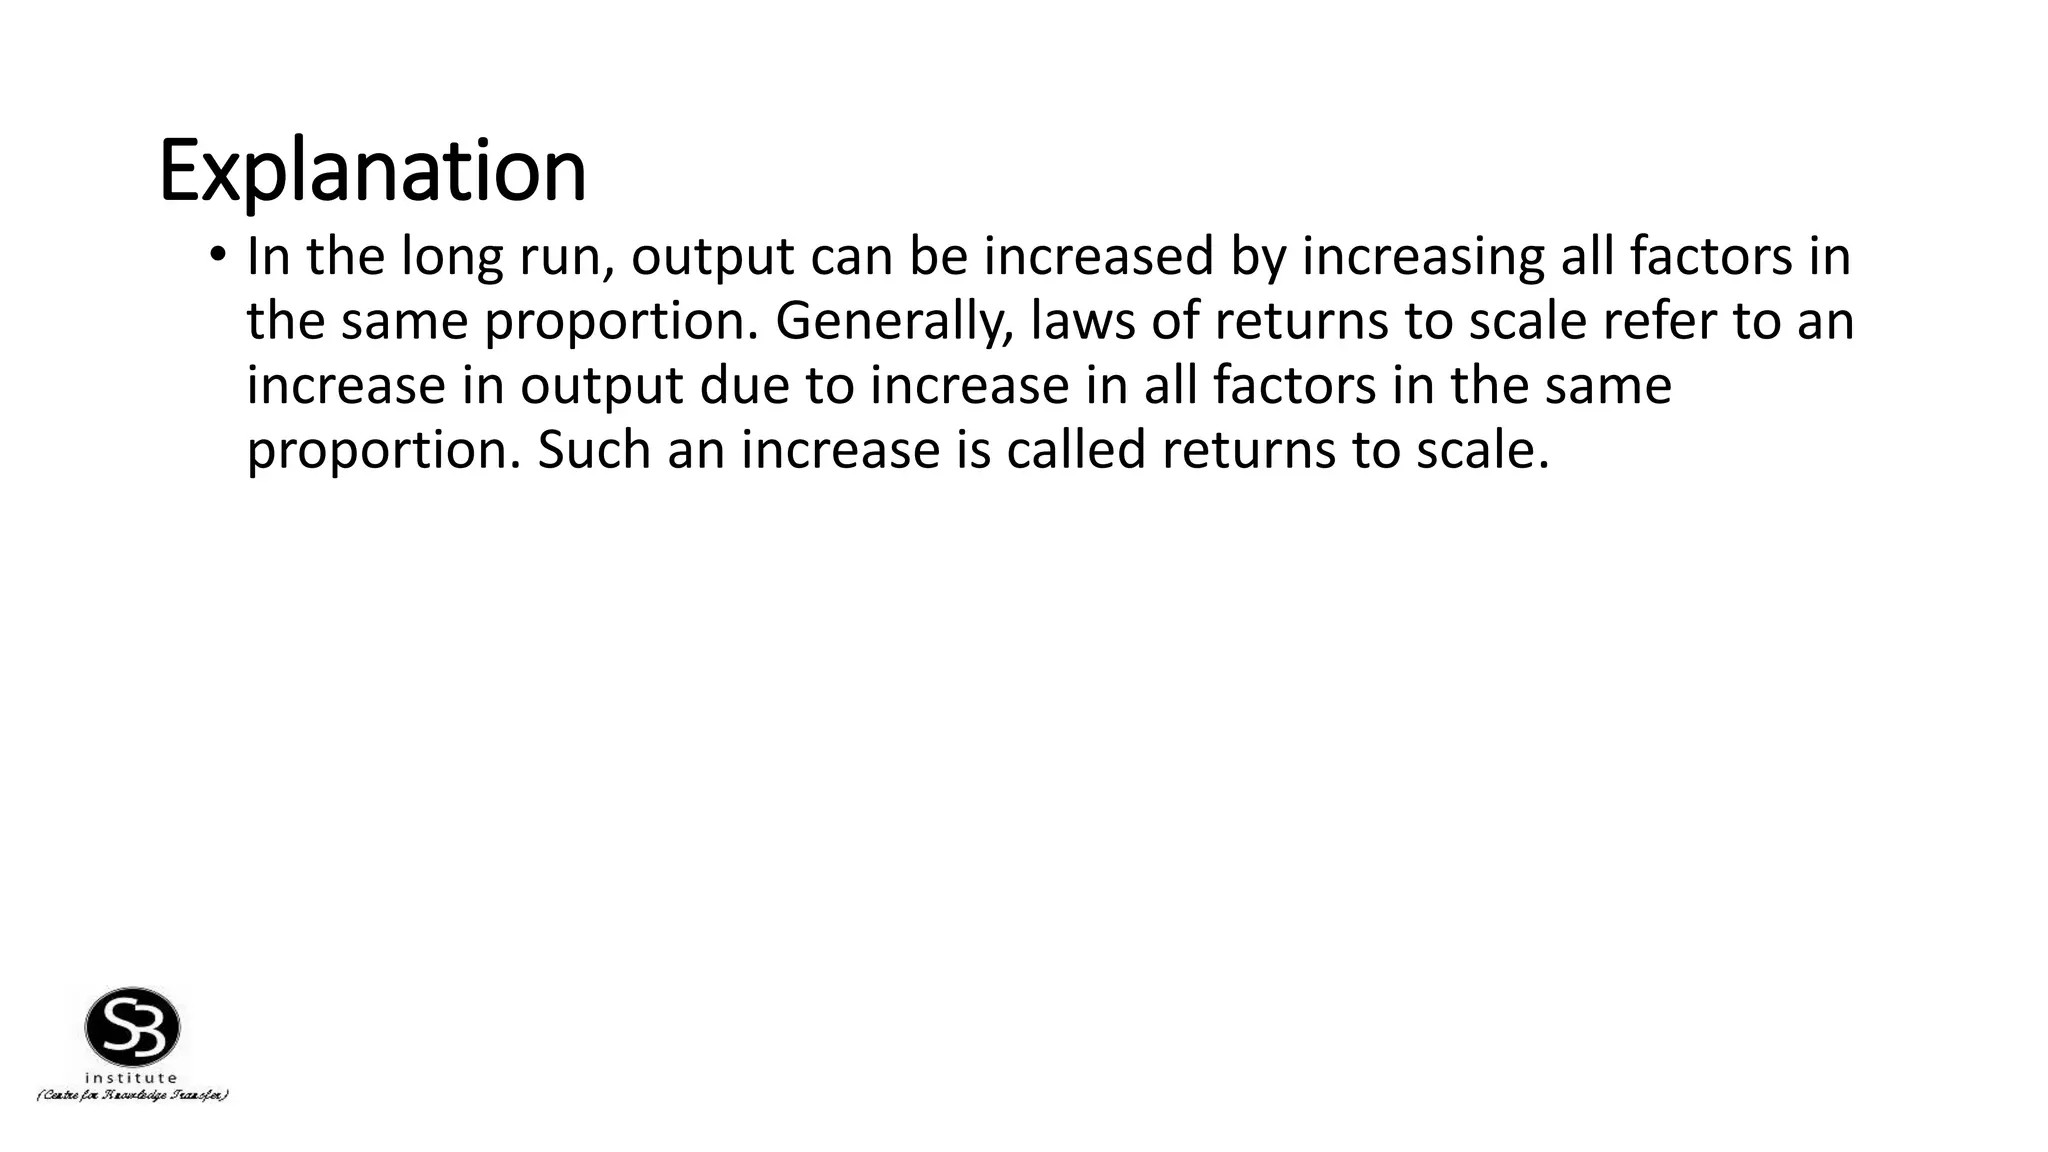 Explanation
• In the long run, output can be increased by increasing all factors in
the same proportion. Generally, laws of returns to scale refer to an
increase in output due to increase in all factors in the same
proportion. Such an increase is called returns to scale.
SB
institute
(Centre for Knowledge Transfer)